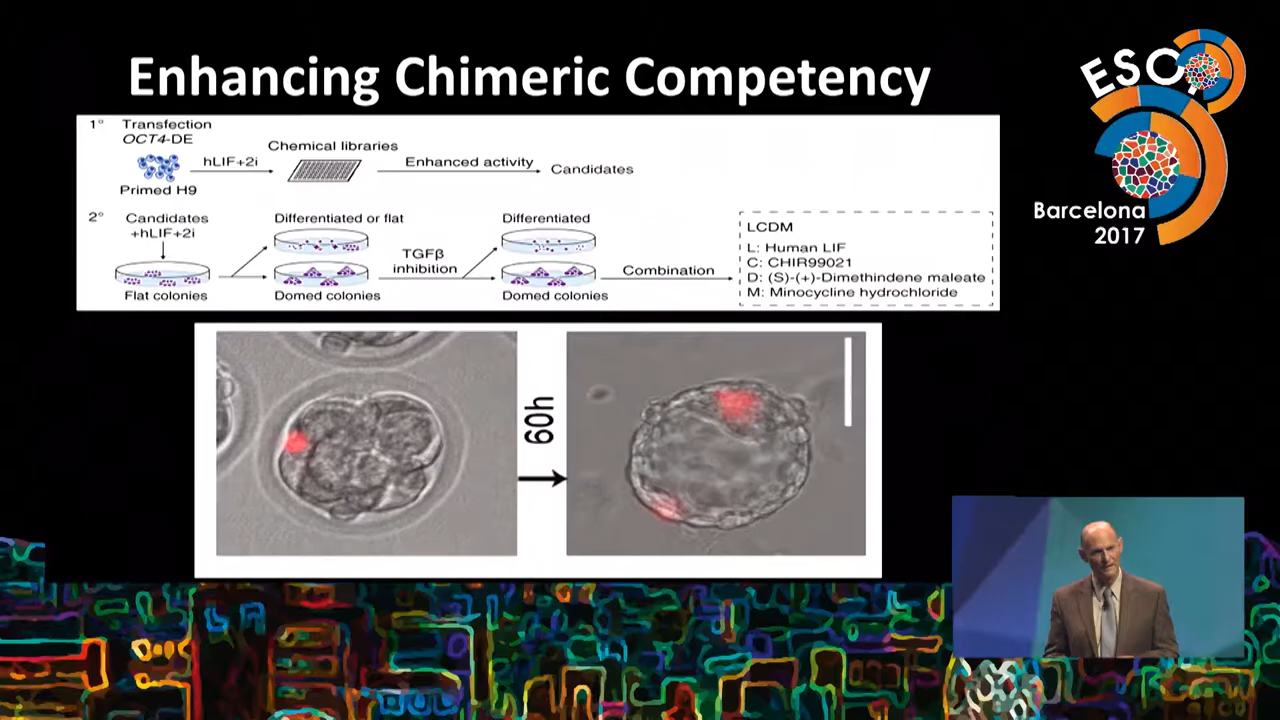 Enhancing Chimeric Competency
1° Transfection
OCT4-DE
Primed H9
hLIF+2i
Chemical libraries
Enhanced activity
Candidates
2° Candidates
+hLIF+2i
Flat colonies
Differentiated or flat
Domed colonies
TGFβ
inhibition
Differentiated
Domed colonies
Combination
LCDM
L: Human LIF
C: CHIR99021
D: (S)-(+)-Dimethindene maleate
M: Minocycline hydrochloride
60h
Barcelona
2017